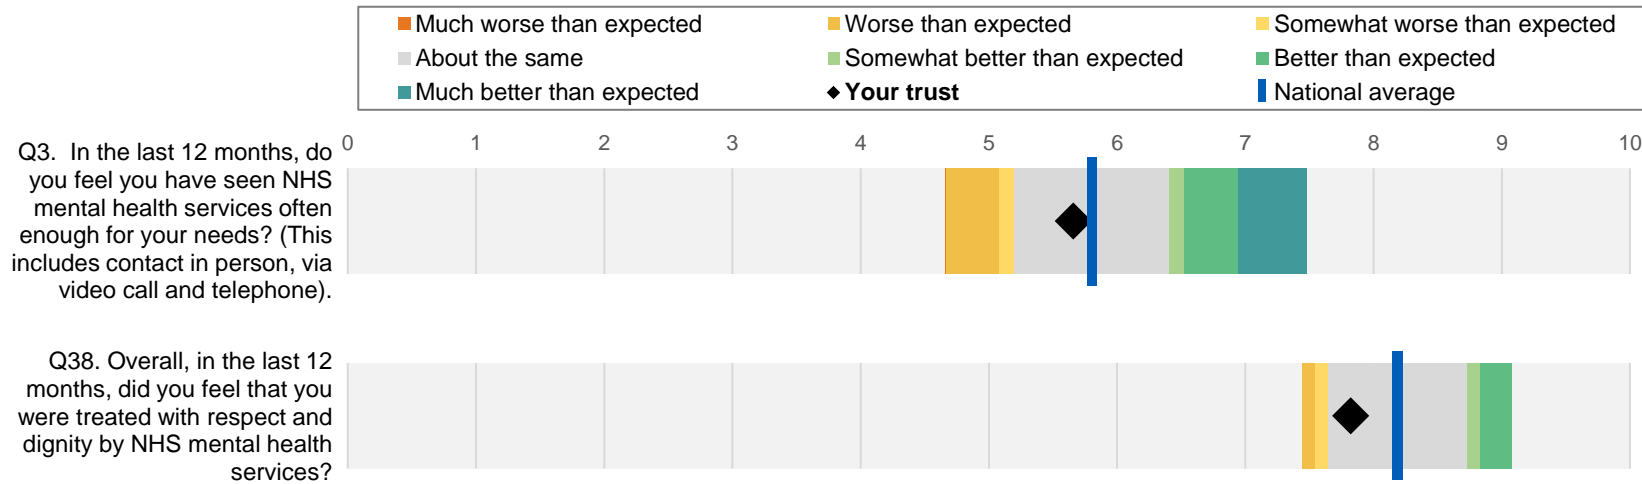 Much worse than expected
Worse than expected
Somewhat worse than expected
About the same
Somewhat better than expected
Better than expected
Much better than expected
Your trust
National average
0 1 2 3 4 5 6 7 8 9 10
Q3. In the last 12 months, do
you feel you have seen NHS
mental health services often
enough for your needs? (This
includes contact in person, via
video call and telephone).
Q38. Overall, in the last 12
months, did you feel that you
were treated with respect and
dignity by NHS mental health
services?